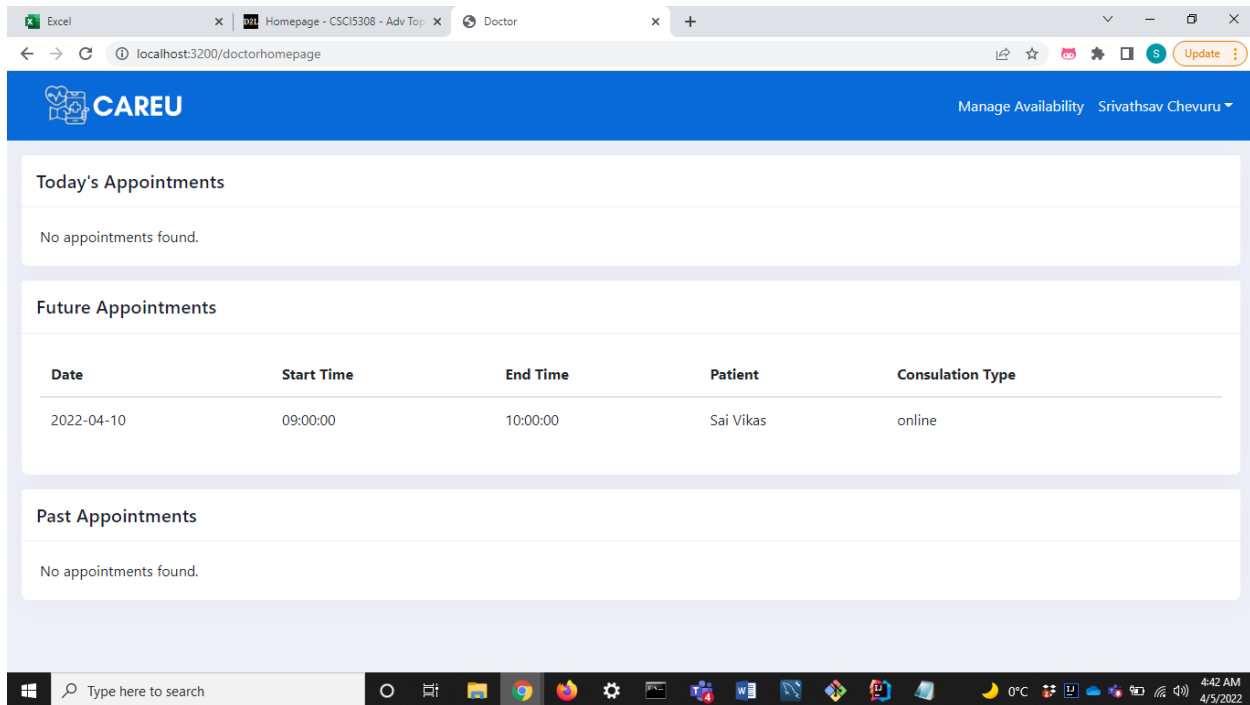 Excel
DZL Homepage - CSCI5308 - Adv Top
Doctor
localhost:3200/doctorhomepage
S
Update
CAREU
Manage Availability Srivathsav Chevuru
Today's Appointments
No appointments found.
Future Appointments
Date Start Time End Time Patient Consulation Type
2022-04-10 09:00:00 10:00:00 Sai Vikas online
Past Appointments
No appointments found.
Type here to search
0°C
4:42 AM
4/5/2022